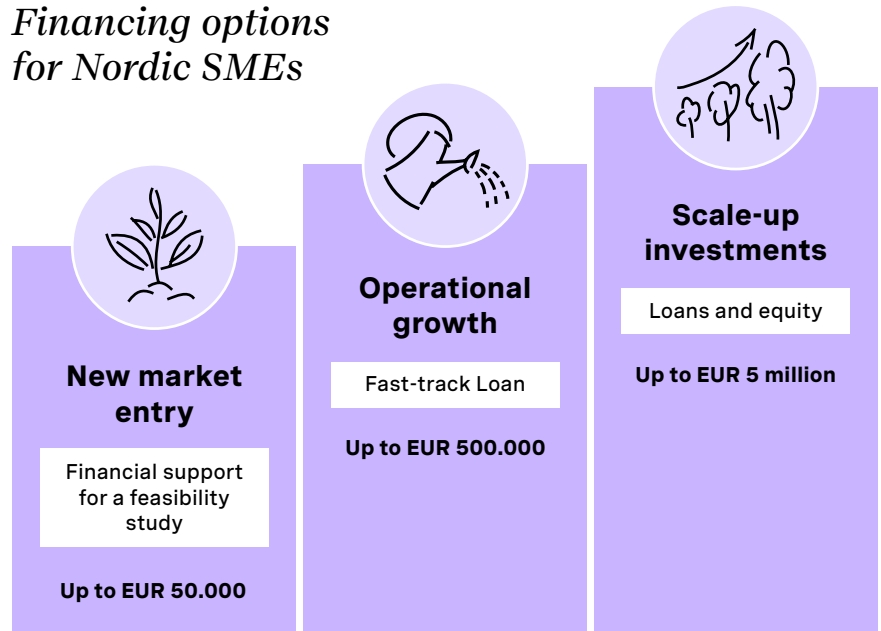 Financing options
for Nordic SMEs
New market
entry
Financial support
for a feasibility
study
Up to EUR 50.000
Operational
growth
Fast-track Loan
Up to EUR 500.000
Scale-up
investments
Loans and equity
Up to EUR 5 million